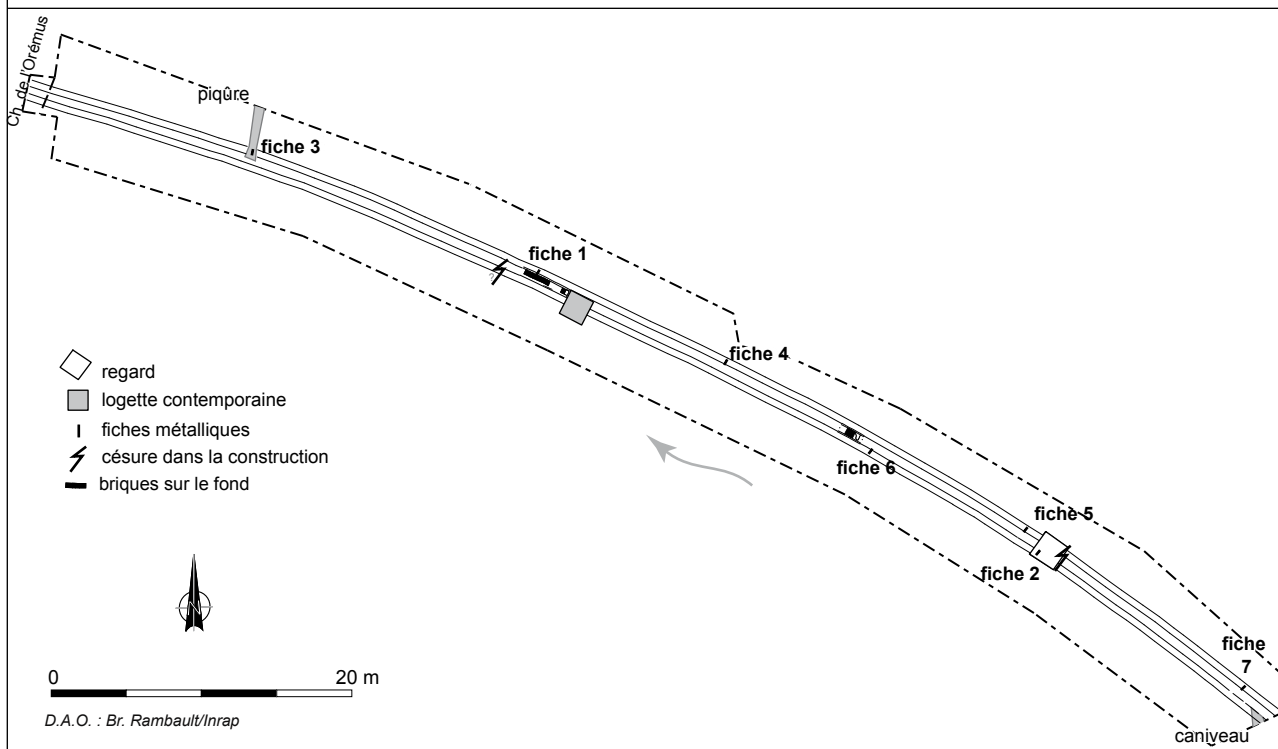 Ch. de l'Orémus
piqûre
fiche 3
fiche 1
fiche 4
regard
logette contemporaine
fiches métalliques
césure dans la construction
briques sur le fond
fiche 6
fiche 5
fiche 2
fiche
7
N
0 20 m
D.A.O. : Br. Rambault/Inrap
caniveau